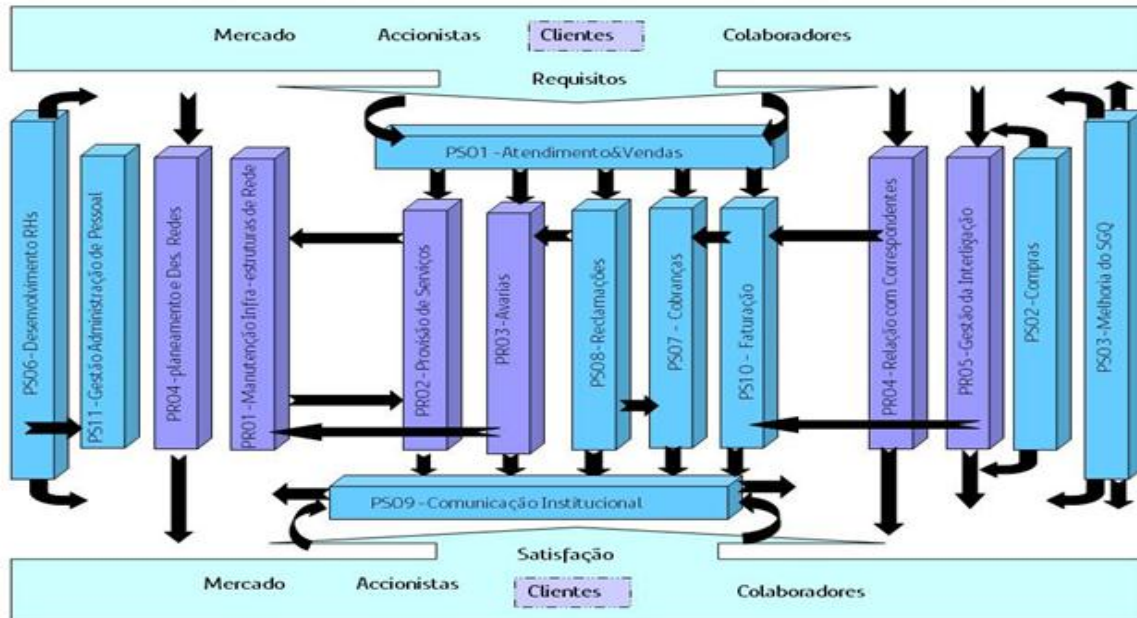 Mercado Accionistas Clientes Colaboradores
Requisitos
PS01 -Atendimento&Vendas
PS06-Desenvolvimento RHs
PS11-Gestão Administração de Pessoal
PR04-planeamento e Des. Redes
PR01-Manutenção Infra-estruturas de Rede
PR02-Provisão de Serviços
PR03-Avarias
PS08-Reclamações
PS07 - Cobranças
PS10 - Faturação
PR04-Relação com Correspondentes
PR05-Gestão da Interligação
PS02-Compras
PS03-Melhoria do SGQ
PS09-Comunicação Institucional
Satisfação
Mercado Accionistas Clientes Colaboradores